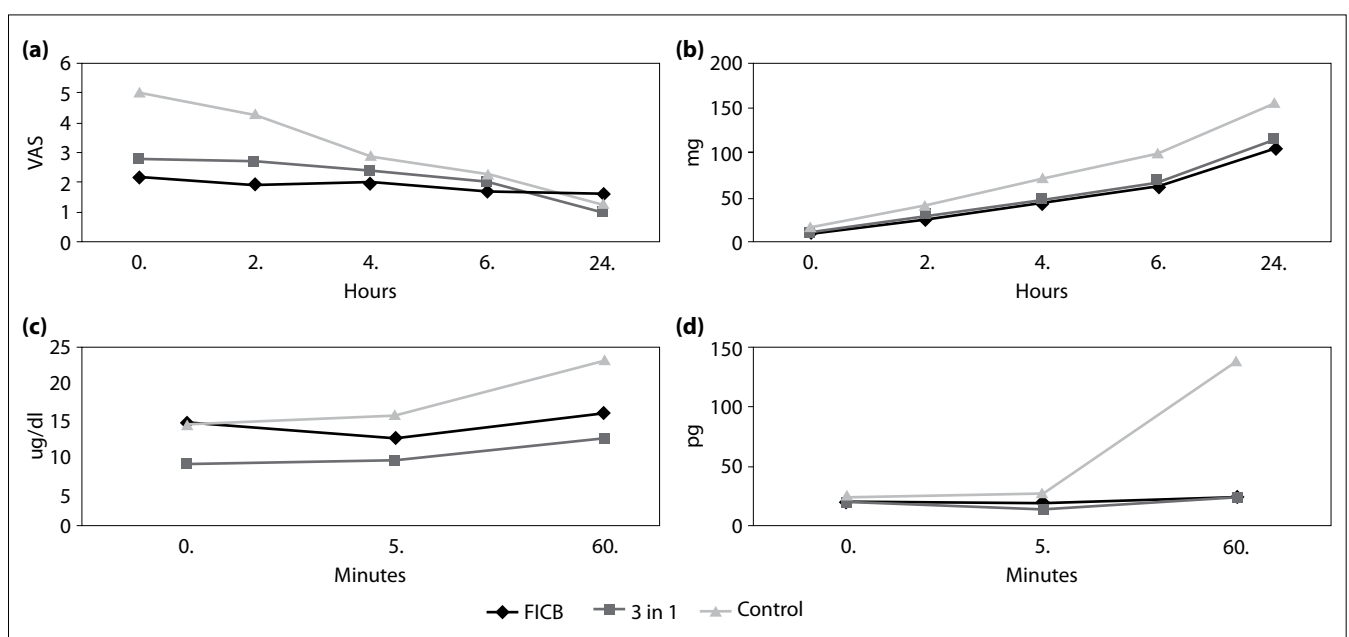 (a)
6
5
4
3
2
1
0
VAS
0. 2. 4. 6. 24.
Hours
(b)
200
150
100
50
0
mg
0. 2. 4. 6. 24.
Hours
(c)
25
20
15
10
5
0
ug/dl
0. 5. 60.
Minutes
(d)
150
100
50
0
pg
0. 5. 60.
Minutes
FICB 3 in 1 Control